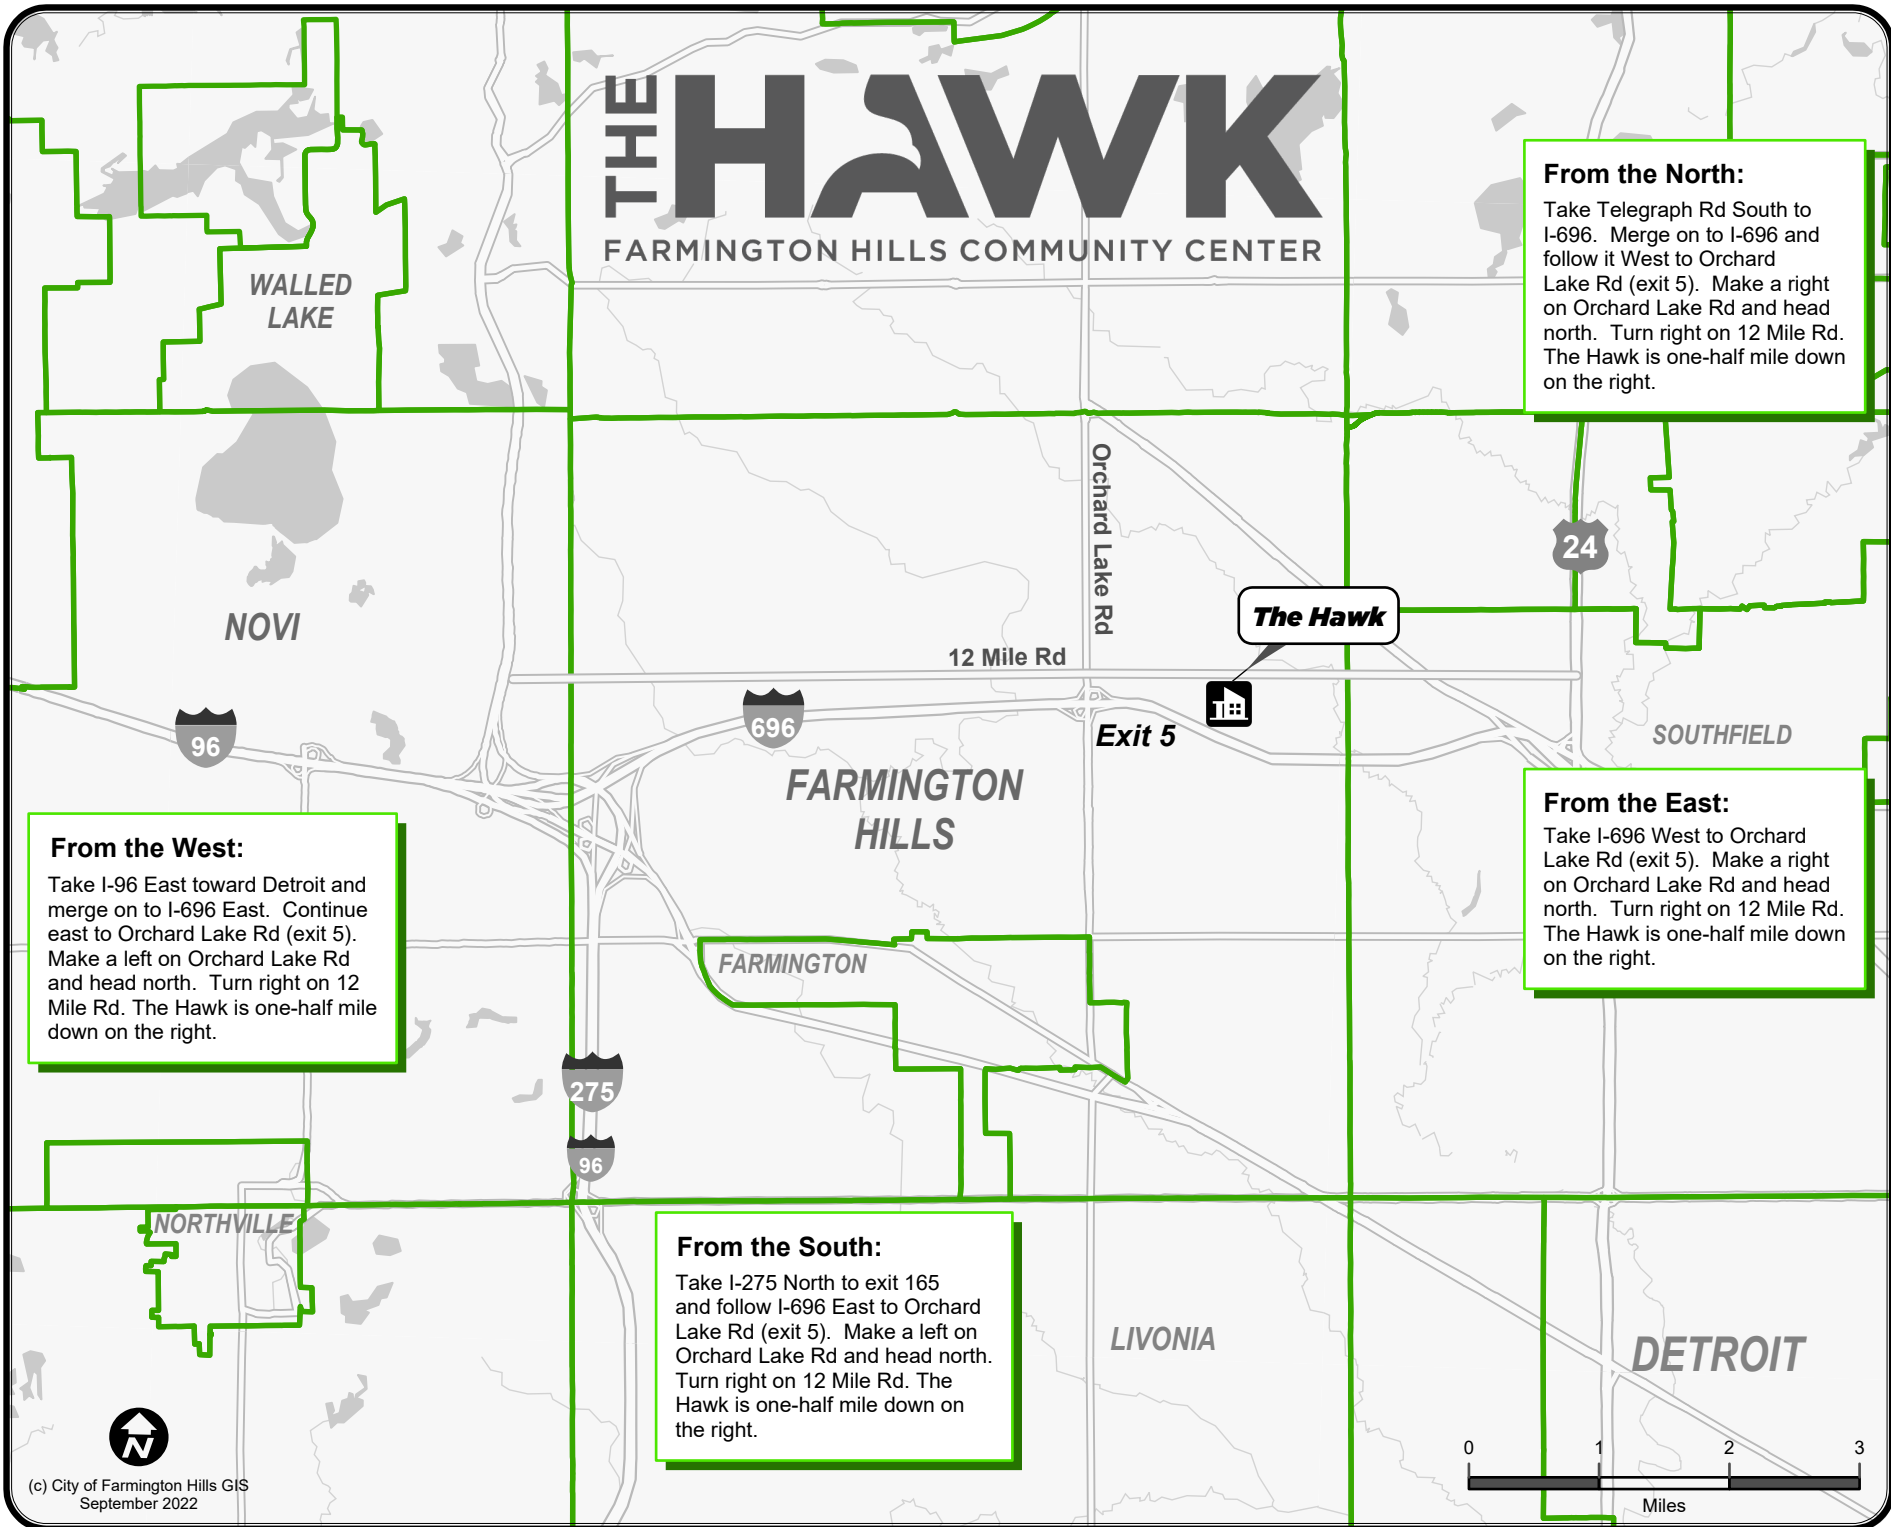 THE HAWK
FARMINGTON HILLS COMMUNITY CENTER
From the North:
Take Telegraph Rd South to
I-696. Merge on to I-696 and
follow it West to Orchard
Lake Rd (exit 5). Make a right
on Orchard Lake Rd and head
north. Turn right on 12 Mile Rd.
The Hawk is one-half mile down
on the right.
WALLED
LAKE
Orchard Lake Rd
24
The Hawk
NOVI
12 Mile Rd
696
96
Exit 5
SOUTHFIELD
FARMINGTON
HILLS
From the East:
Take I-696 West to Orchard
Lake Rd (exit 5). Make a right
on Orchard Lake Rd and head
north. Turn right on 12 Mile Rd.
The Hawk is one-half mile down
on the right.
From the West:
Take I-96 East toward Detroit and
merge on to I-696 East. Continue
east to Orchard Lake Rd (exit 5).
Make a left on Orchard Lake Rd
and head north. Turn right on 12
Mile Rd. The Hawk is one-half mile
down on the right.
FARMINGTON
275
96
NORTHVILLE
From the South:
Take I-275 North to exit 165
and follow I-696 East to Orchard
Lake Rd (exit 5). Make a left on
Orchard Lake Rd and head north.
Turn right on 12 Mile Rd. The
Hawk is one-half mile down on
the right.
LIVONIA
DETROIT
N
(c) City of Farmington Hills GIS
September 2022
0 1 2 3
Miles